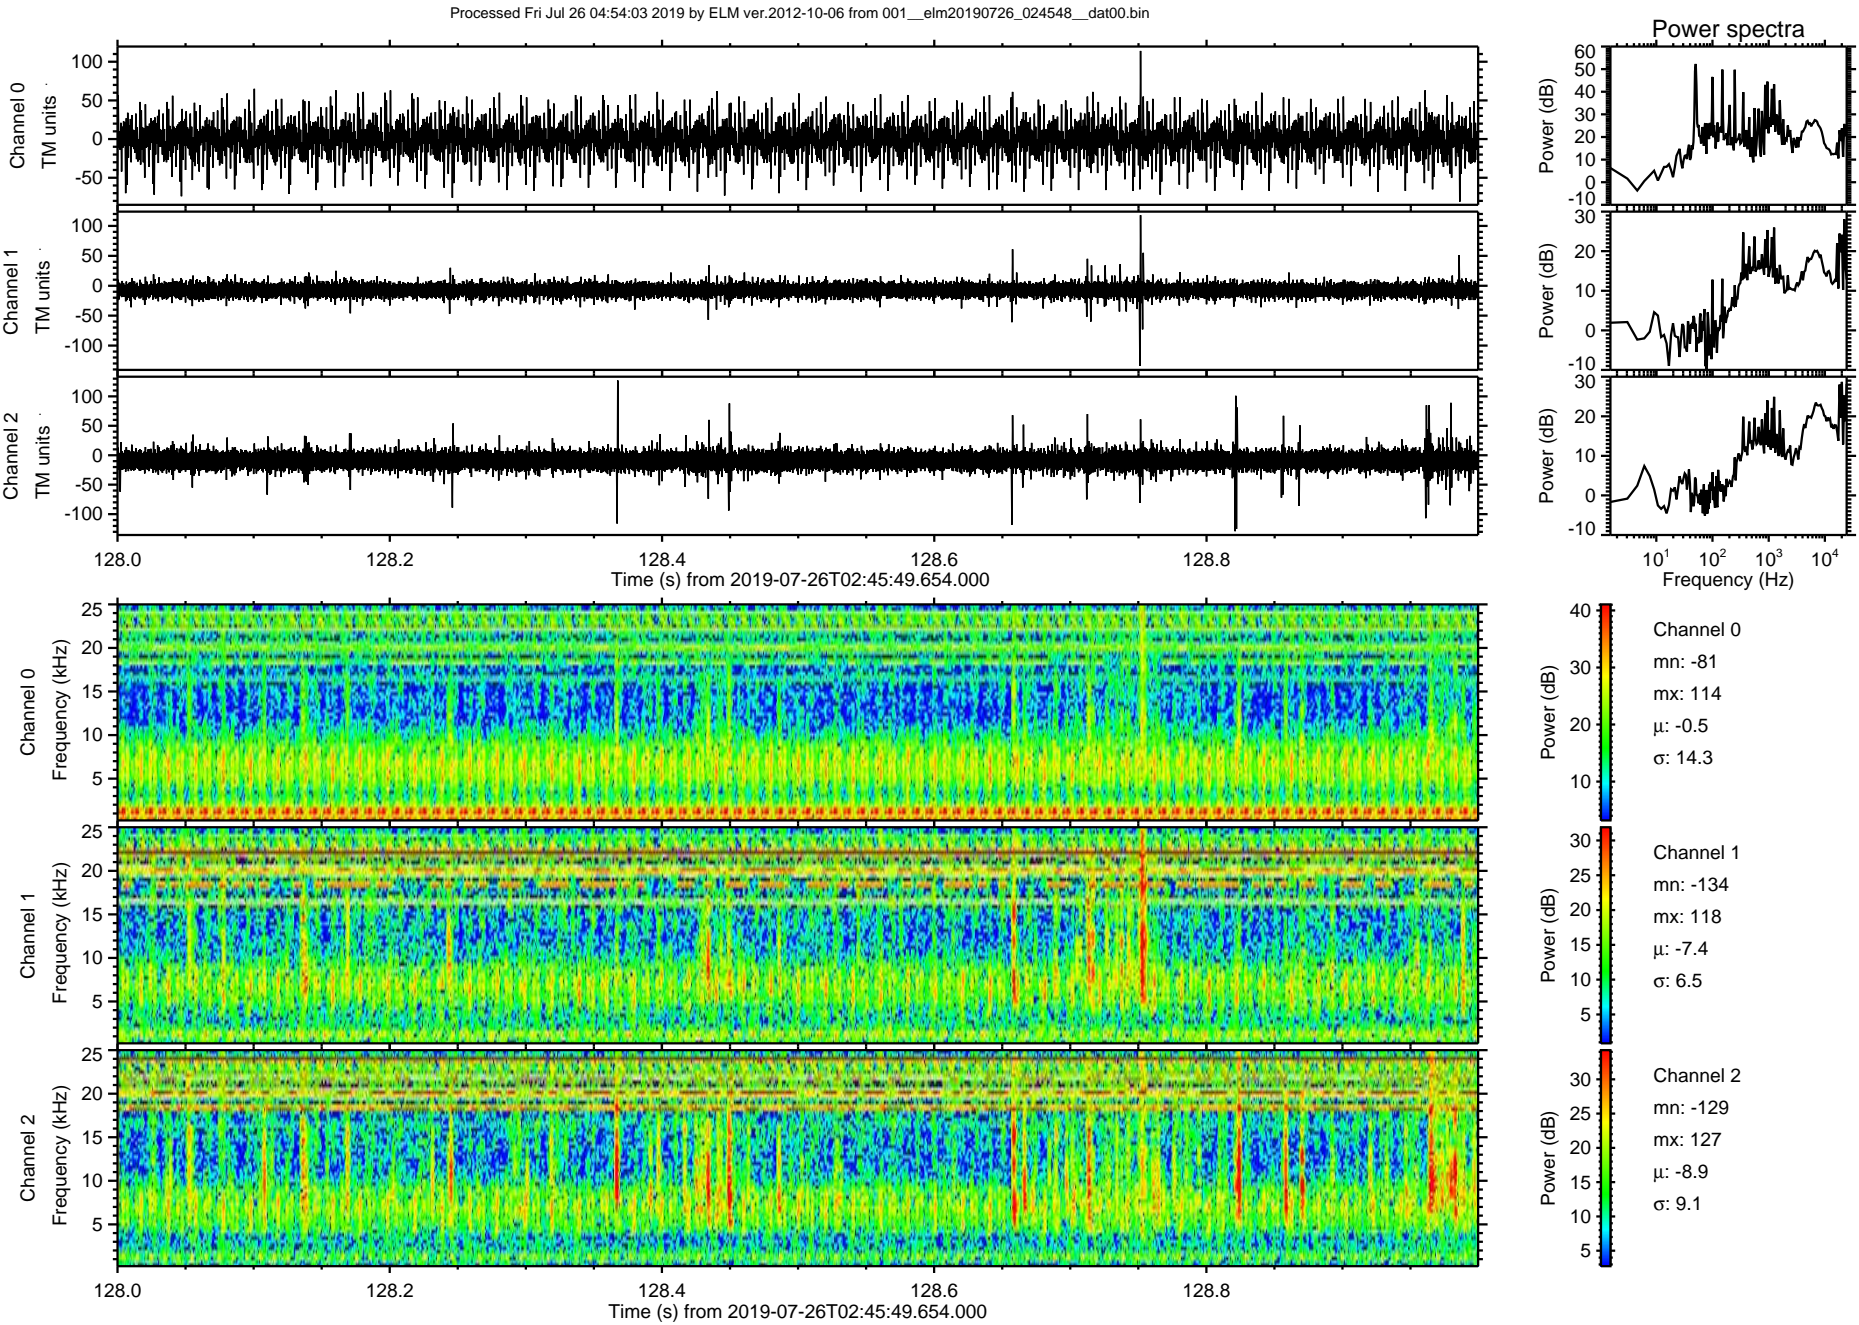 Processed Fri Jul 26 04:54:03 2019 by ELM ver.2012-10-06 from 001__elm20190726_024548__dat00.bin
Power spectra
Channel 0
TM units
100
50
0
-50
Power (dB)
60
50
40
30
20
10
0
-10
Channel 1
TM units
100
50
0
-50
-100
Power (dB)
30
20
10
0
-10
Channel 2
TM units
100
50
0
-50
-100
Power (dB)
30
20
10
0
-10
128.0 128.2 128.4 128.6 128.8
Time (s) from 2019-07-26T02:45:49.654.000
10¹ 10² 10³ 10⁴
Frequency (Hz)
Channel 0
Frequency (kHz)
25
20
15
10
5
Power (dB)
40
30
20
10
Channel 0
mn: -81
mx: 114
μ: -0.5
σ: 14.3
Channel 1
Frequency (kHz)
25
20
15
10
5
Power (dB)
30
25
20
15
10
5
Channel 1
mn: -134
mx: 118
μ: -7.4
σ: 6.5
Channel 2
Frequency (kHz)
25
20
15
10
5
Power (dB)
30
25
20
15
10
5
Channel 2
mn: -129
mx: 127
μ: -8.9
σ: 9.1
128.0 128.2 128.4 128.6 128.8
Time (s) from 2019-07-26T02:45:49.654.000